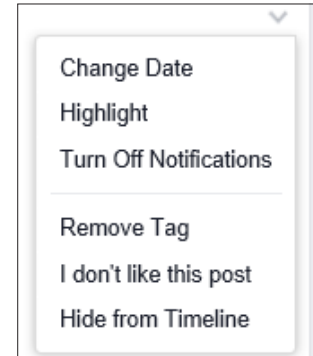 Change Date
Highlight
Turn Off Notifications
Remove Tag
I don't like this post
Hide from Timeline